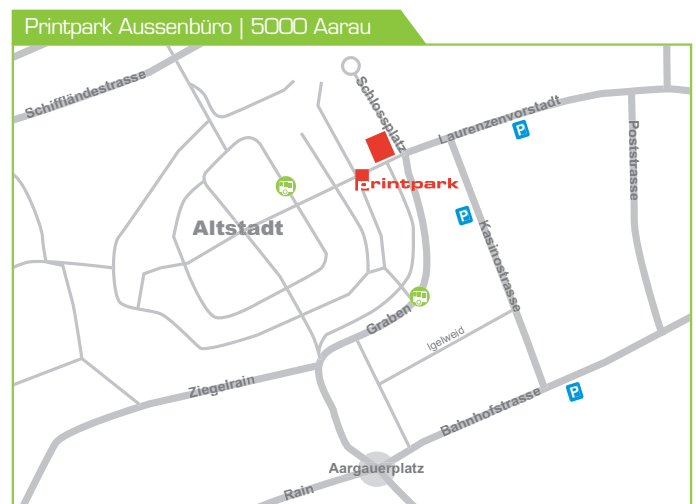 Printpark Aussenbüro | 5000 Aarau
Schiffländestrasse
Schlossplatz
Laurenzenvorstadt
P
Poststrasse
printpark
Altstadt
P
Kasinostrasse
Graben
Igelweid
Ziegelrain
P
Bahnhofstrasse
Aargauerplatz
Rain